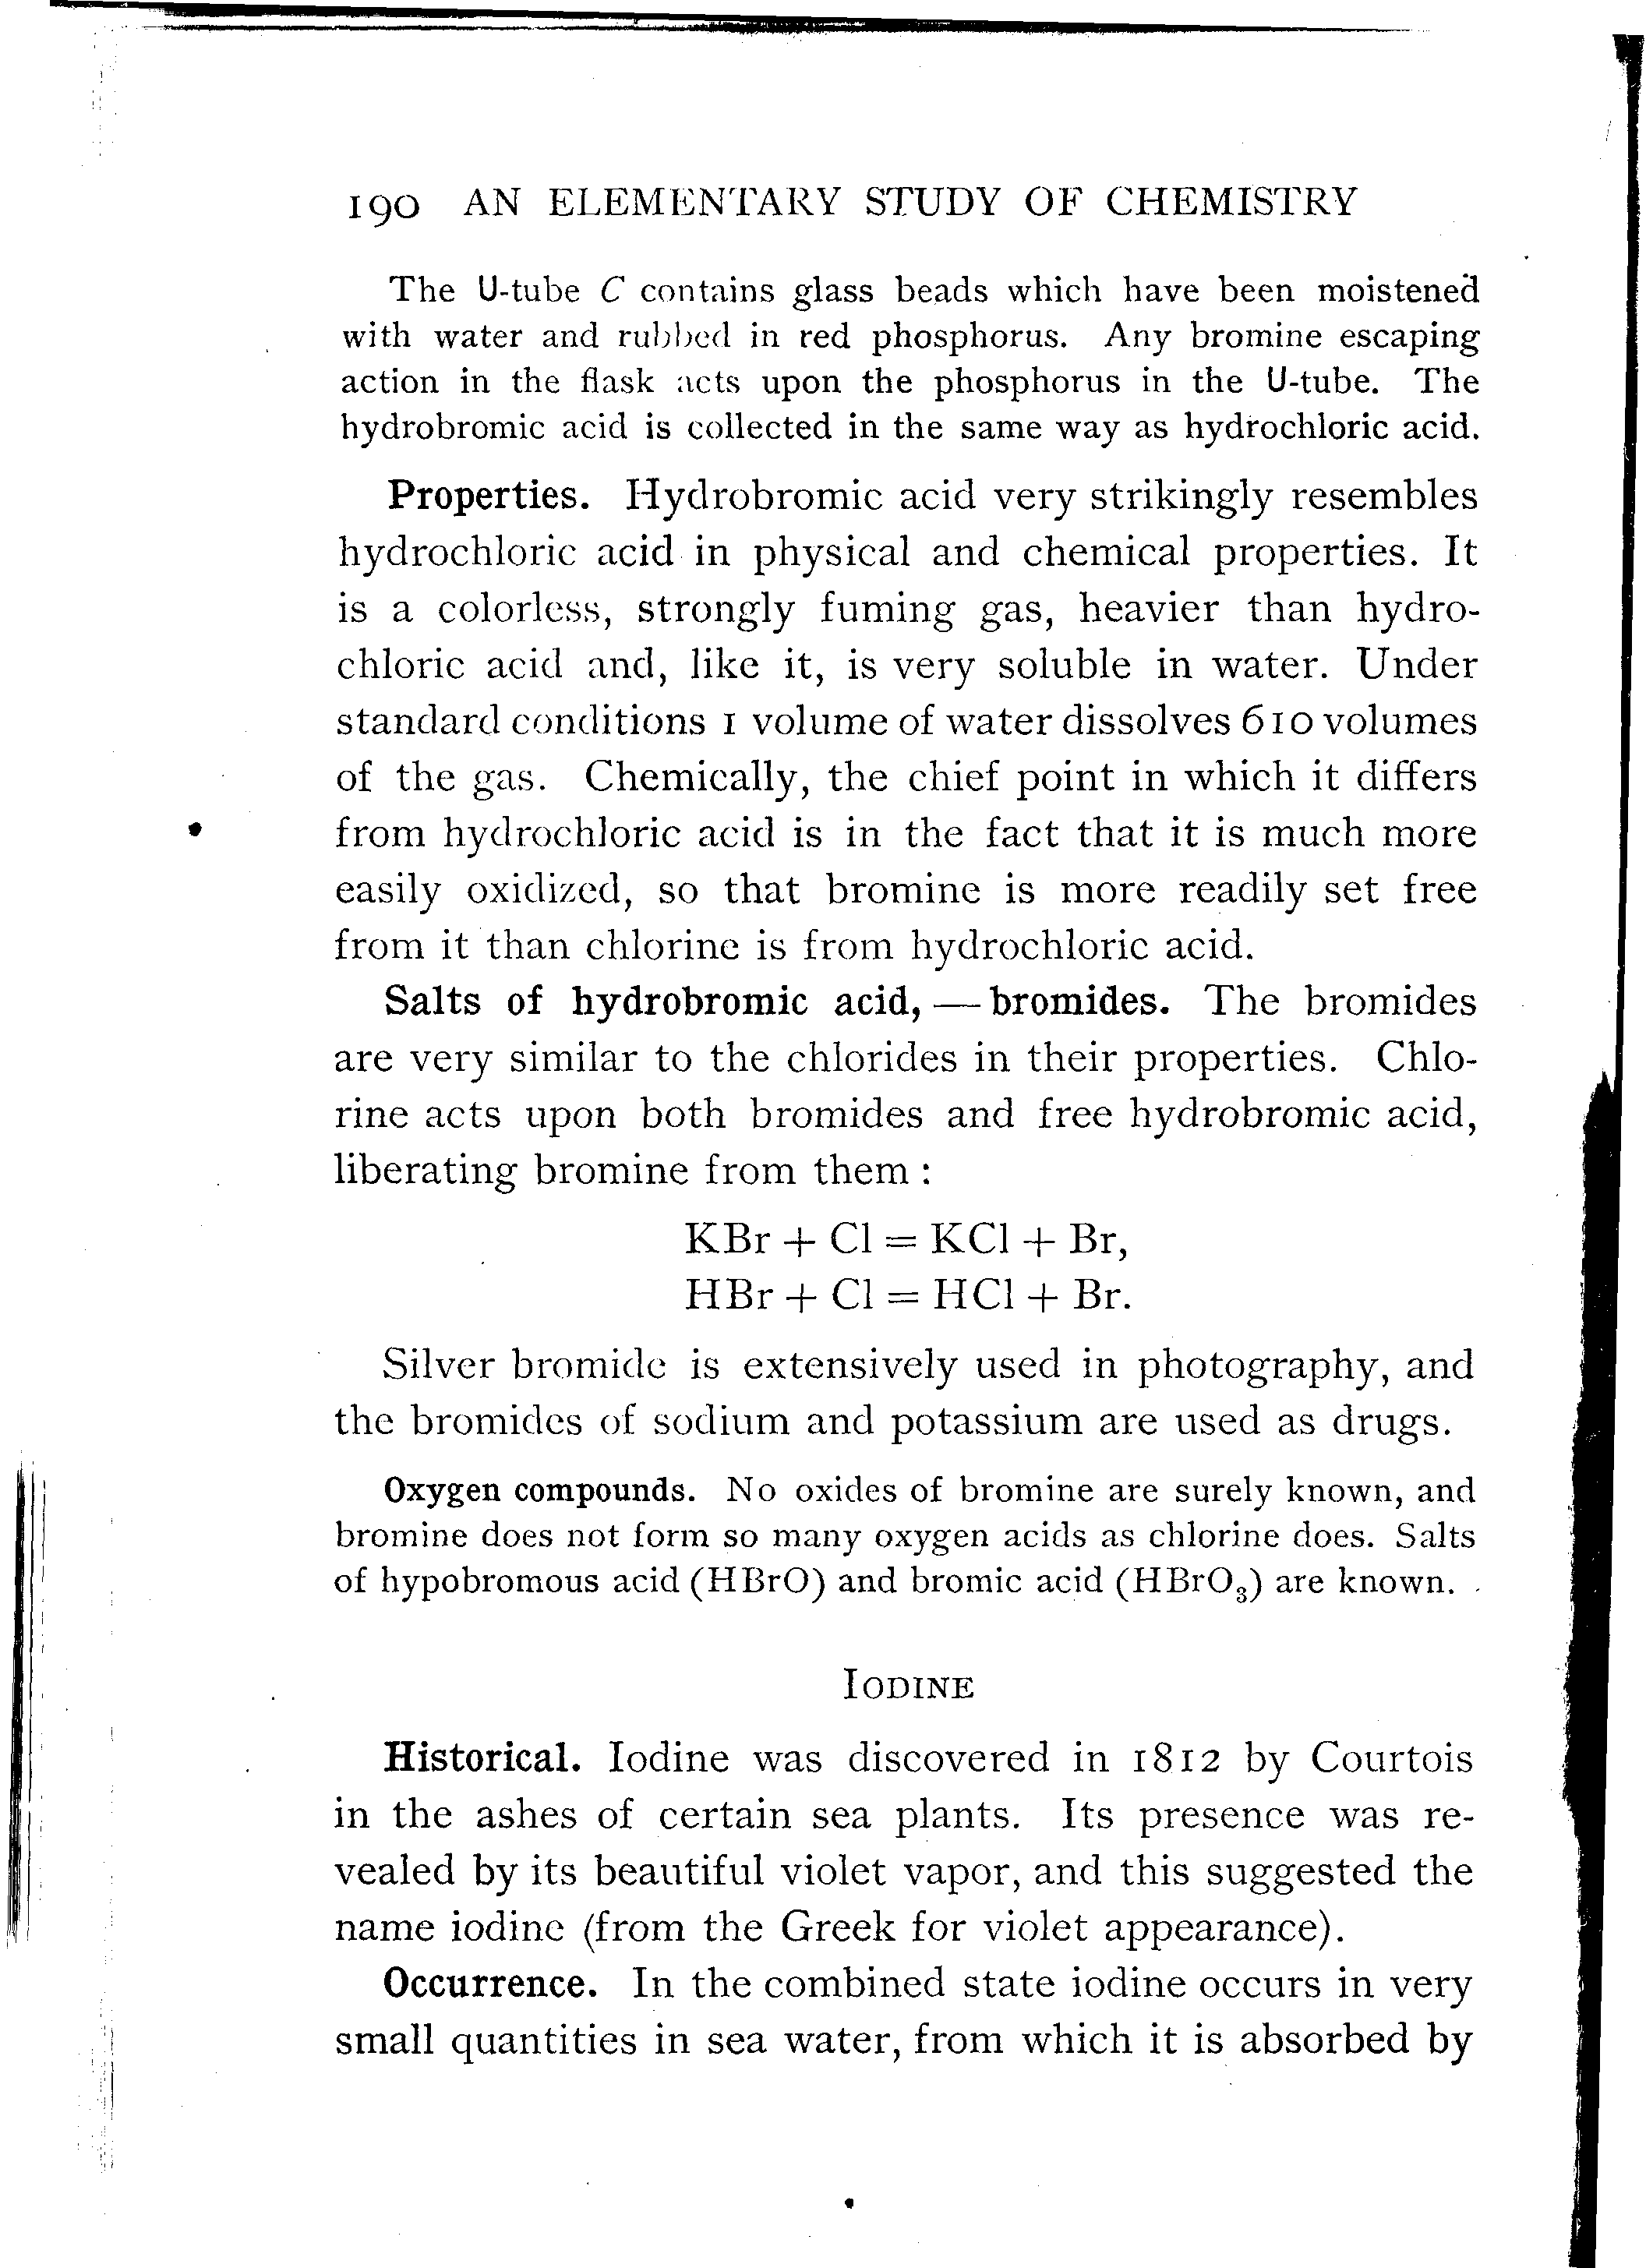 190 AN ELEMENTARY STUDY OF CHEMISTRY
The U-tube C contains glass beads which have been moistened
with water and rubbed in red phosphorus. Any bromine escaping
action in the flask acts upon the phosphorus in the U-tube. The
hydrobromic acid is collected in the same way as hydrochloric acid.
Properties. Hydrobromic acid very strikingly resembles
hydrochloric acid in physical and chemical properties. It
is a colorless, strongly fuming gas, heavier than hydro-
chloric acid and, like it, is very soluble in water. Under
standard conditions 1 volume of water dissolves 610 volumes
of the gas. Chemically, the chief point in which it differs
from hydrochloric acid is in the fact that it is much more
easily oxidized, so that bromine is more readily set free
from it than chlorine is from hydrochloric acid.
Salts of hydrobromic acid, — bromides. The bromides
are very similar to the chlorides in their properties. Chlo-
rine acts upon both bromides and free hydrobromic acid,
liberating bromine from them :
KBr + Cl = KCl + Br,
HBr + Cl = HCl + Br.
Silver bromide is extensively used in photography, and
the bromides of sodium and potassium are used as drugs.
Oxygen compounds. No oxides of bromine are surely known, and
bromine does not form so many oxygen acids as chlorine does. Salts
of hypobromous acid (HBrO) and bromic acid (HBrO₃) are known.
IODINE
Historical. Iodine was discovered in 1812 by Courtois
in the ashes of certain sea plants. Its presence was re-
vealed by its beautiful violet vapor, and this suggested the
name iodine (from the Greek for violet appearance).
Occurrence. In the combined state iodine occurs in very
small quantities in sea water, from which it is absorbed by